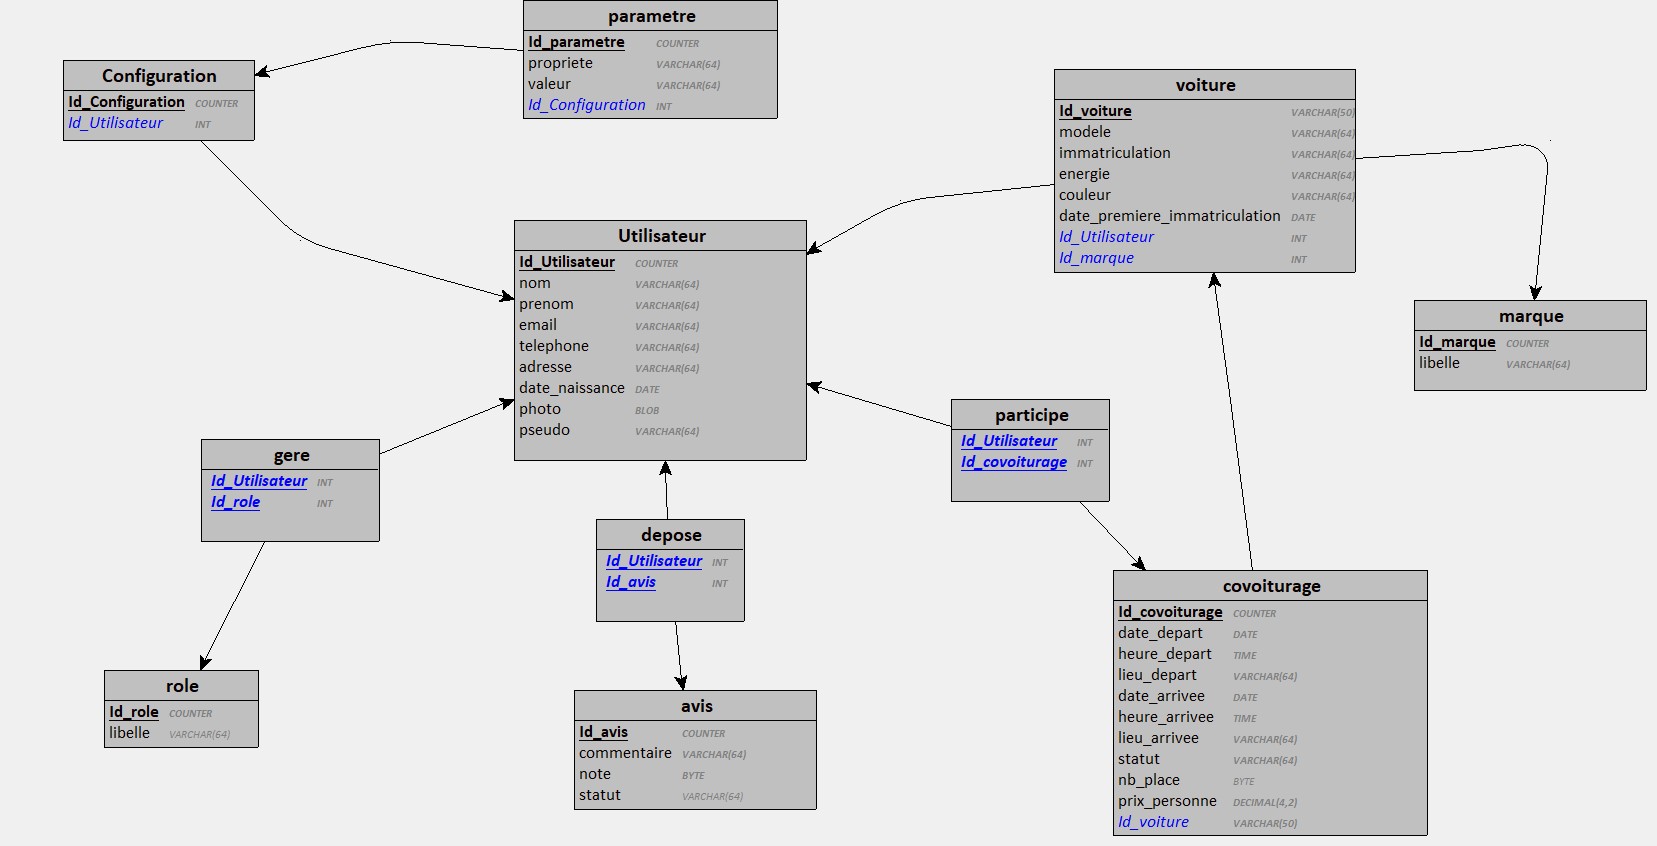 parametre
Id_parametre COUNTER
propriete VARCHAR(64)
valeur VARCHAR(64)
Id_Configuration INT
Configuration
Id_Configuration COUNTER
Id_Utilisateur INT
voiture
Id_voiture VARCHAR(50)
modele VARCHAR(64)
immatriculation VARCHAR(64)
energie VARCHAR(64)
couleur VARCHAR(64)
date_premiere_immatriculation DATE
Id_Utilisateur INT
Id_marque INT
Utilisateur
Id_Utilisateur COUNTER
nom VARCHAR(64)
prenom VARCHAR(64)
email VARCHAR(64)
telephone VARCHAR(64)
adresse VARCHAR(64)
date_naissance DATE
photo BLOB
pseudo VARCHAR(64)
marque
Id_marque COUNTER
libelle VARCHAR(64)
participe
Id_Utilisateur INT
Id_covoiturage INT
gere
Id_Utilisateur INT
Id_role INT
depose
Id_Utilisateur INT
Id_avis INT
covoiturage
Id_covoiturage COUNTER
date_depart DATE
heure_depart TIME
lieu_depart VARCHAR(64)
date_arrivee DATE
heure_arrivee TIME
lieu_arrivee VARCHAR(64)
statut VARCHAR(64)
nb_place BYTE
prix_personne DECIMAL(4,2)
Id_voiture VARCHAR(50)
role
Id_role COUNTER
libelle VARCHAR(64)
avis
Id_avis COUNTER
commentaire VARCHAR(64)
note BYTE
statut VARCHAR(64)